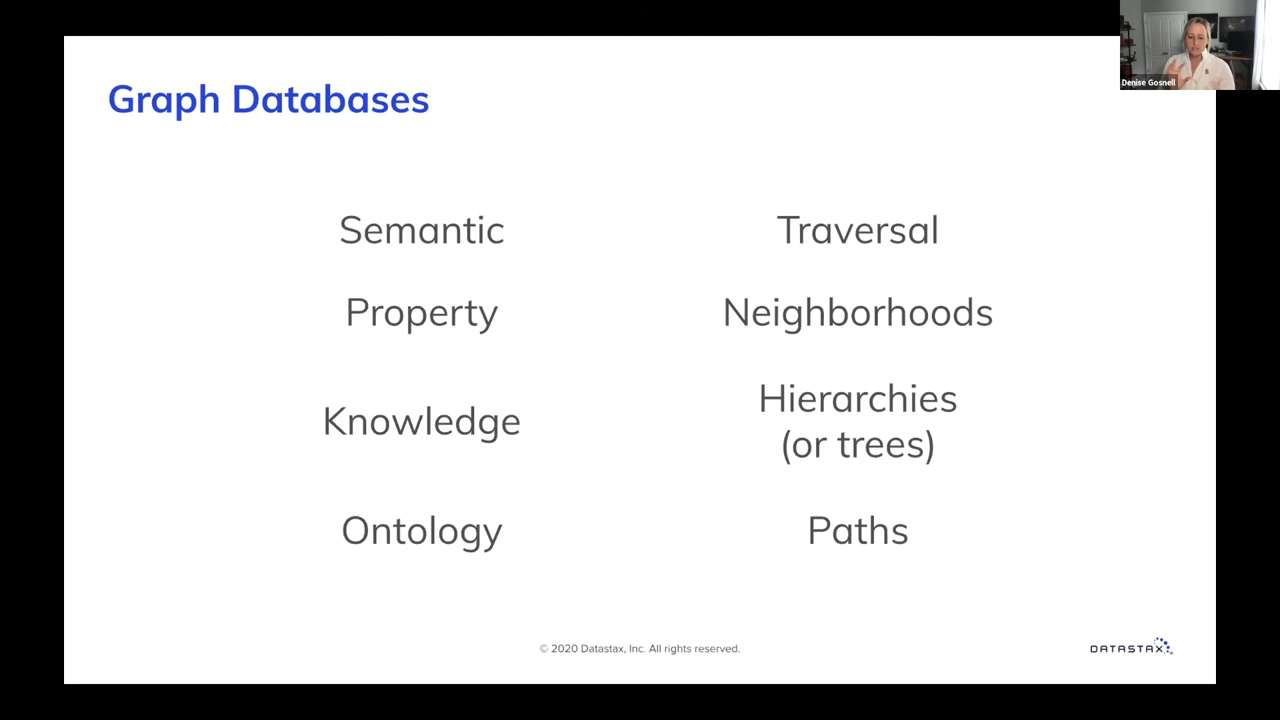 Denise Gosnell
Graph Databases
Semantic
Traversal
Property
Neighborhoods
Knowledge
Hierarchies
(or trees)
Ontology
Paths
© 2020 Datastax, Inc. All rights reserved.
DATASTAX